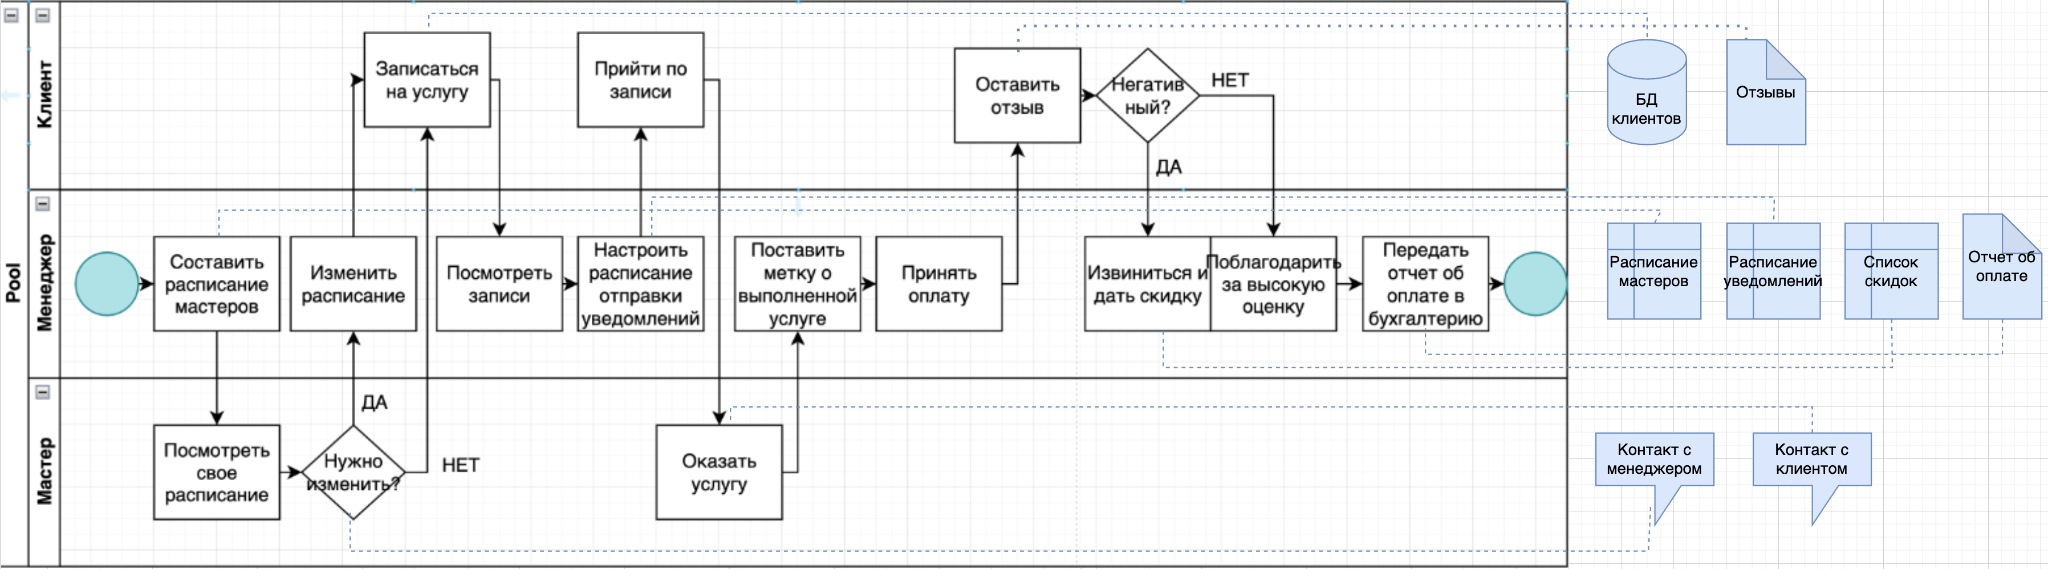 Pool
Клиент
Записаться
на услугу
Прийти по
записи
Оставить
отзыв
Негатив
ный?
НЕТ
ДА
БД
клиентов
Отзывы
Менеджер
Составить
расписание
мастеров
Изменить
расписание
Посмотреть
записи
Настроить
расписание
отправки
уведомлений
Поставить
метку о
выполненной
услуге
Принять
оплату
Извиниться и
дать скидку
Поблагодарить
за высокую
оценку
Передать
отчет об
оплате в
бухгалтерию
Расписание
мастеров
Расписание
уведомлений
Список
скидок
Отчет об
оплате
Мастер
Посмотреть
свое
расписание
Нужно
изменить?
ДА
НЕТ
Оказать
услугу
Контакт с
менеджером
Контакт с
клиентом